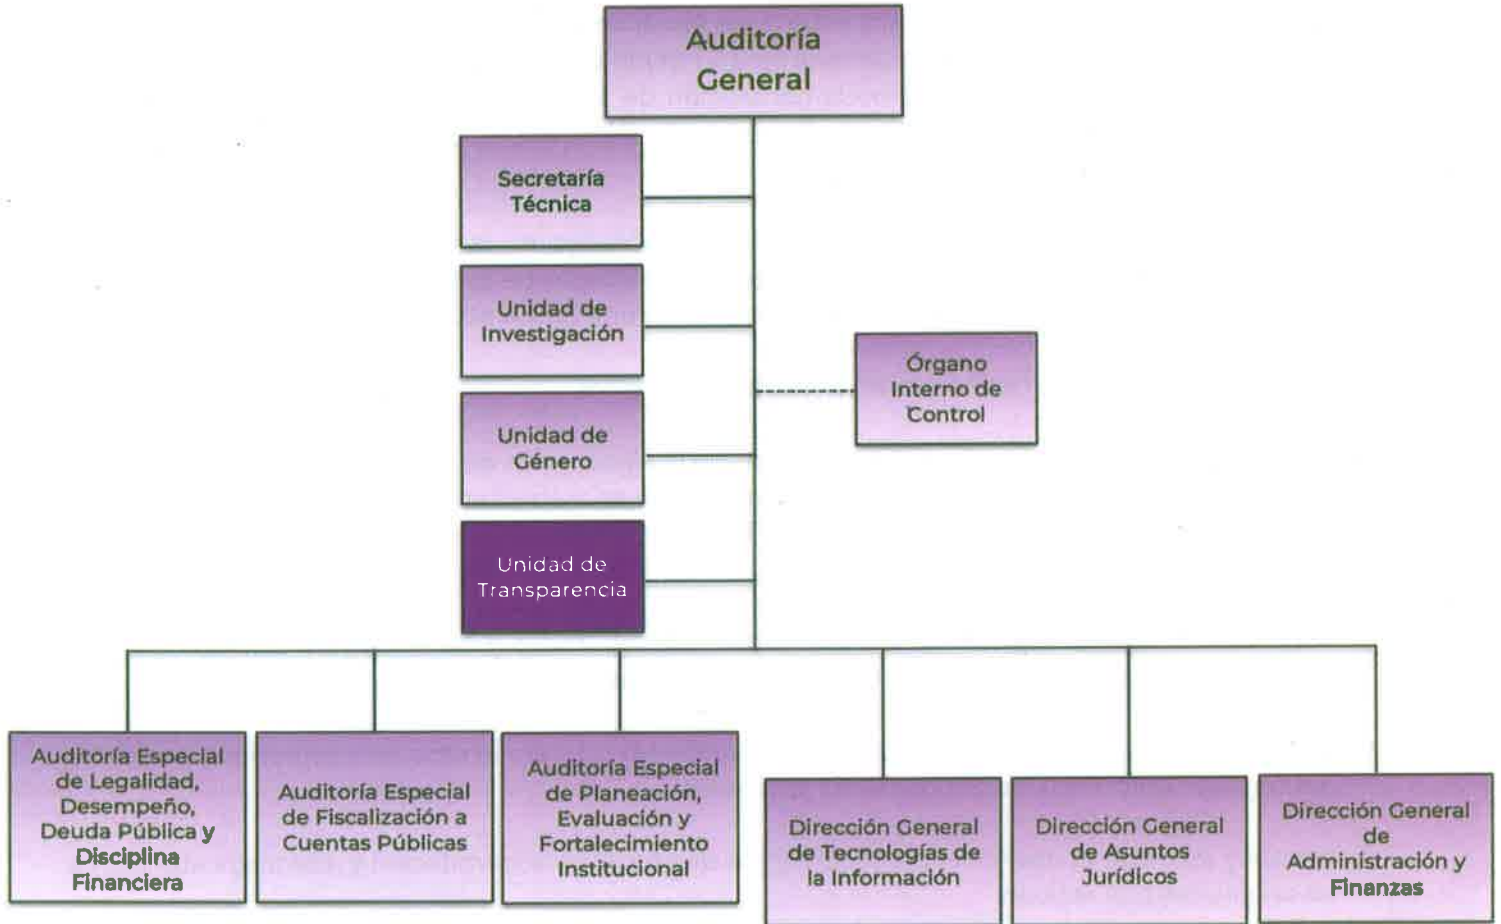 Auditoría
General
Secretaría
Técnica
Unidad de
Investigación
Órgano
Interno de
Control
Unidad de
Género
Unidad de
Transparencia
Auditoría Especial
de Legalidad,
Desempeño,
Deuda Pública y
Disciplina
Financiera
Auditoría Especial
de Fiscalización a
Cuentas Públicas
Auditoría Especial
de Planeación,
Evaluación y
Fortalecimiento
Institucional
Dirección General
de Tecnologías de
la Información
Dirección General
de Asuntos
Jurídicos
Dirección General
de
Administración y
Finanzas